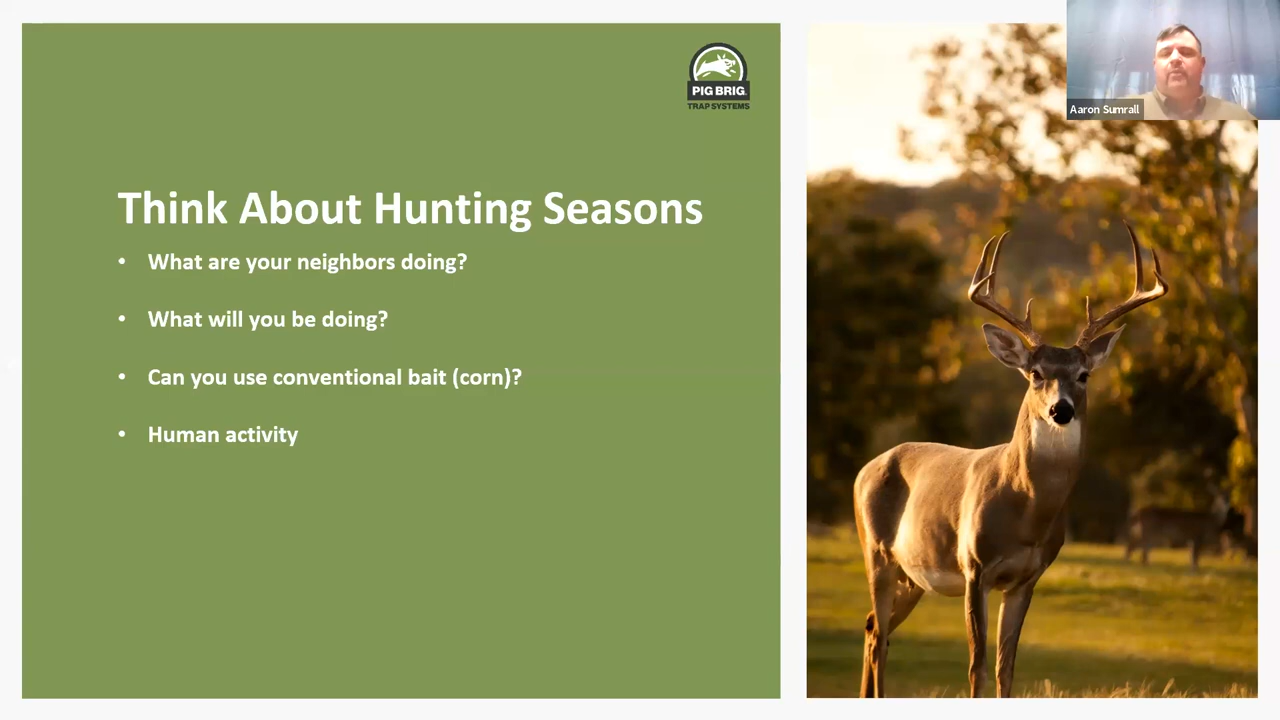 PIG BRIG
TRAP SYSTEMS
Aaron Sumrall
Think About Hunting Seasons
• What are your neighbors doing?
• What will you be doing?
• Can you use conventional bait (corn)?
• Human activity